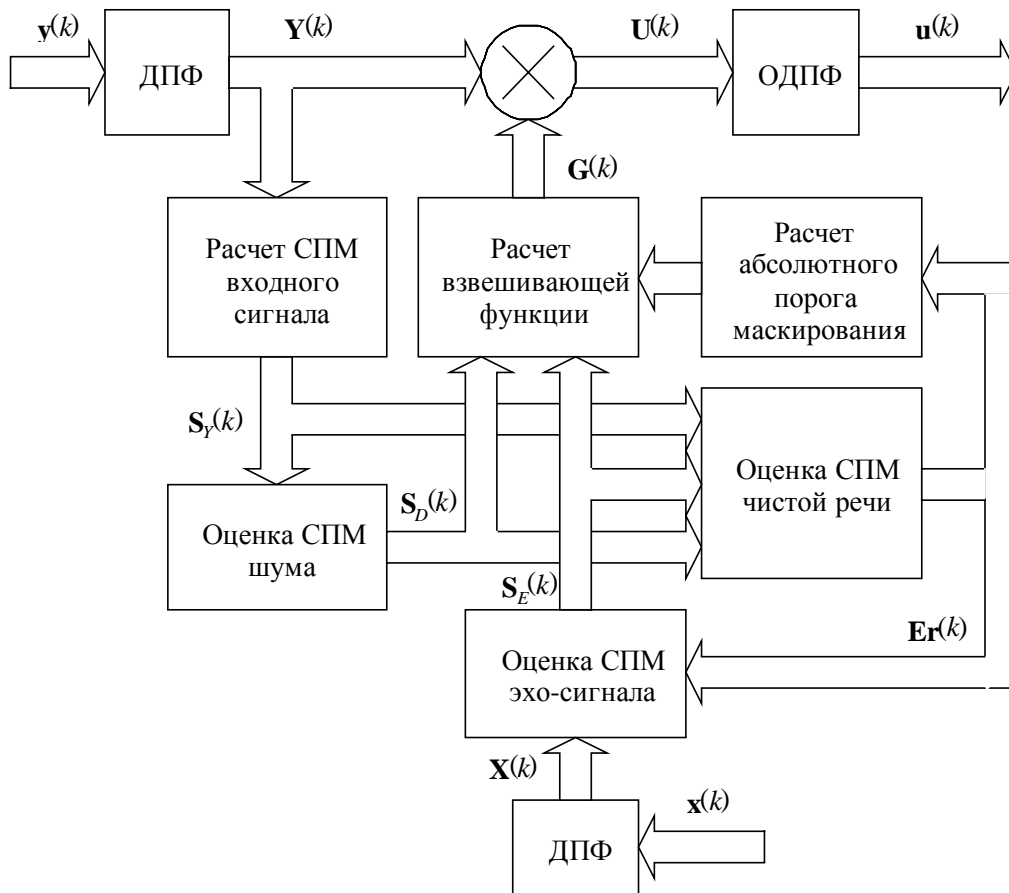 y(k)
Y(k)
U(k)
u(k)
ДПФ
ОДПФ
G(k)
Расчет СПМ
входного
сигнала
Расчет
взвешивающей
функции
Расчет
абсолютного
порога
маскирования
S_Y(k)
Оценка СПМ
чистой речи
S_D(k)
Оценка СПМ
шума
S_E(k)
Er(k)
Оценка СПМ
эхо-сигнала
X(k)
x(k)
ДПФ